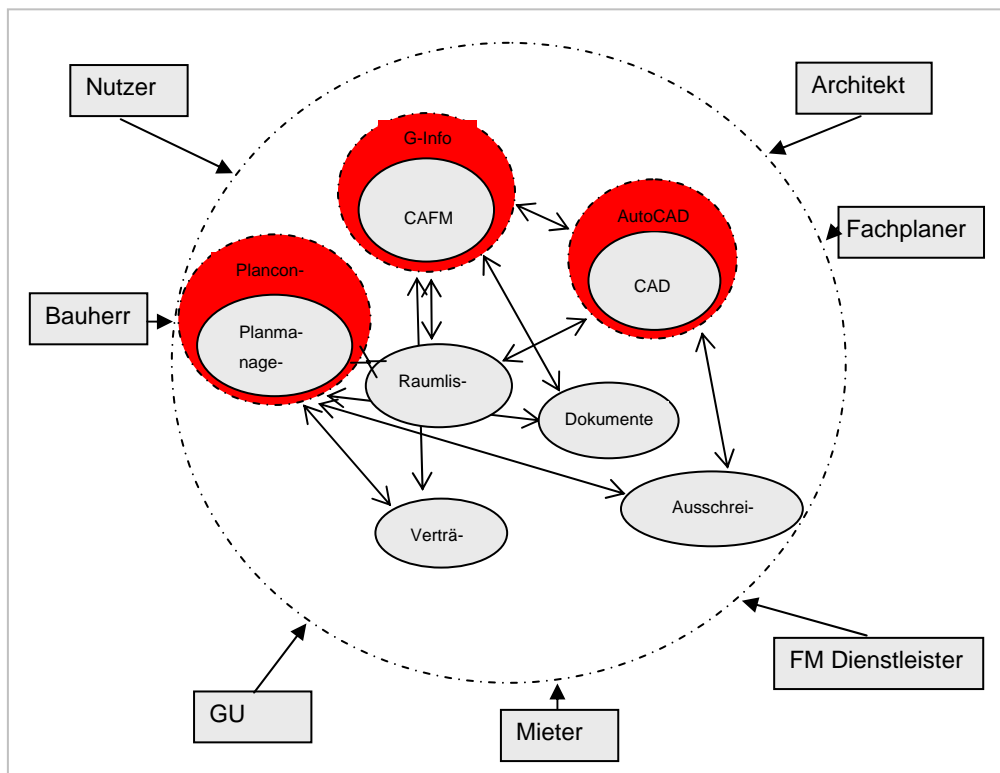 Nutzer
Architekt
G-Info
CAFM
AutoCAD
CAD
Fachplaner
Plancon-
Planma-
nage-
Bauherr
Raumlis-
Dokumente
Ausschrei-
Verträ-
FM Dienstleister
GU
Mieter